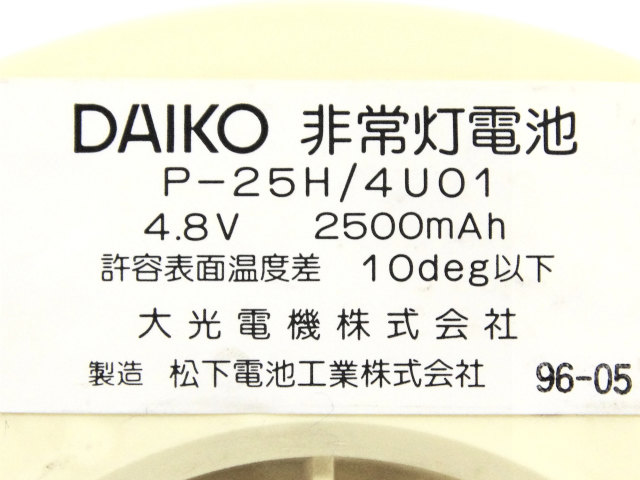 DAIKO 非常灯電池
P-25H/4U01
4.8V 2500mAh
許容表面温度差 10deg以下
大光電機株式会社
製造 松下電池工業株式会社 96-05